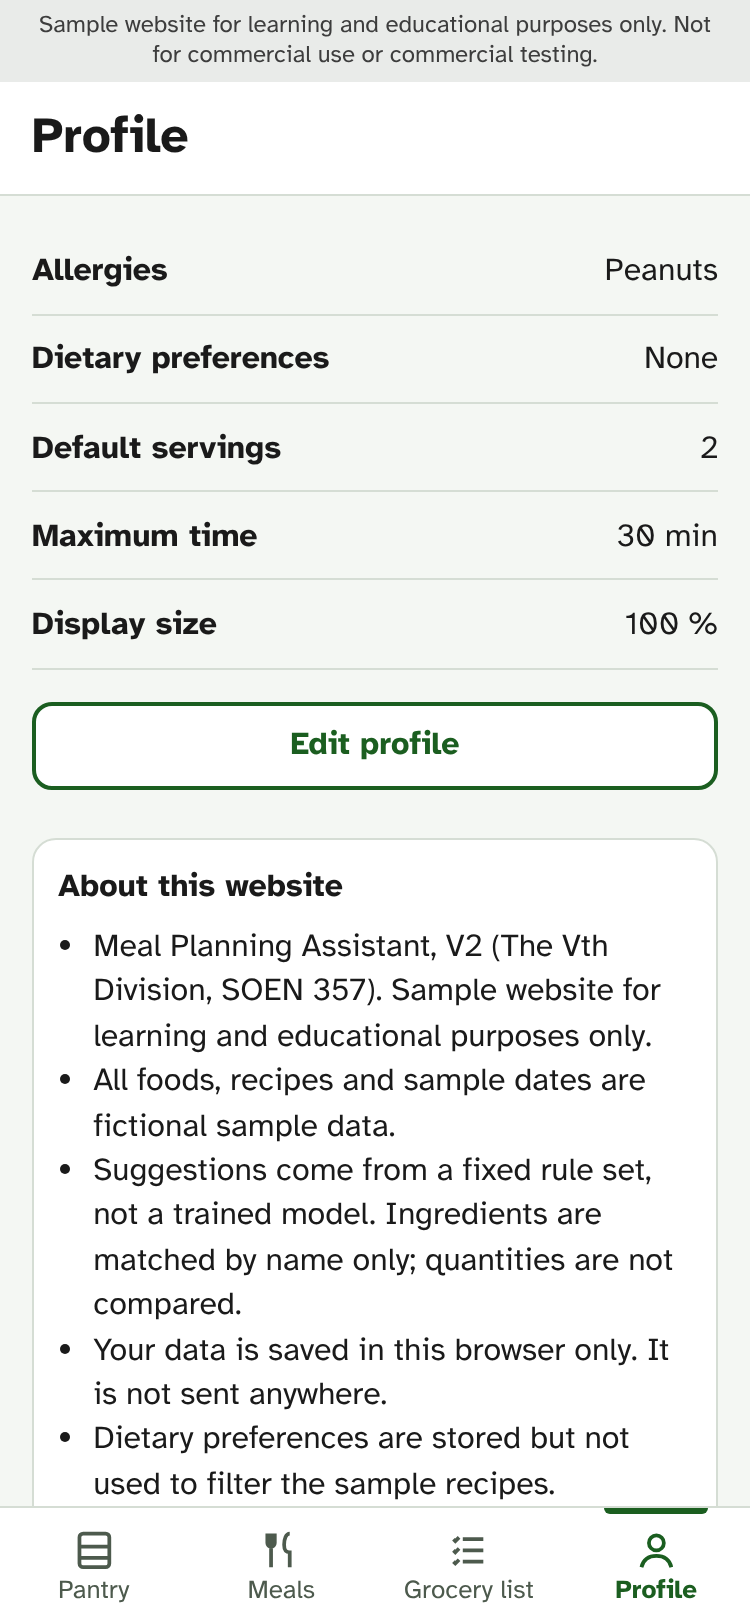 Sample website for learning and educational purposes only. Not
for commercial use or commercial testing.
Profile
Allergies Peanuts
Dietary preferences None
Default servings 2
Maximum time 30 min
Display size 100 %
Edit profile
About this website
• Meal Planning Assistant, V2 (The Vth
Division, SOEN 357). Sample website for
learning and educational purposes only.
• All foods, recipes and sample dates are
fictional sample data.
• Suggestions come from a fixed rule set,
not a trained model. Ingredients are
matched by name only; quantities are not
compared.
• Your data is saved in this browser only. It
is not sent anywhere.
• Dietary preferences are stored but not
used to filter the sample recipes.
Pantry Meals Grocery list Profile